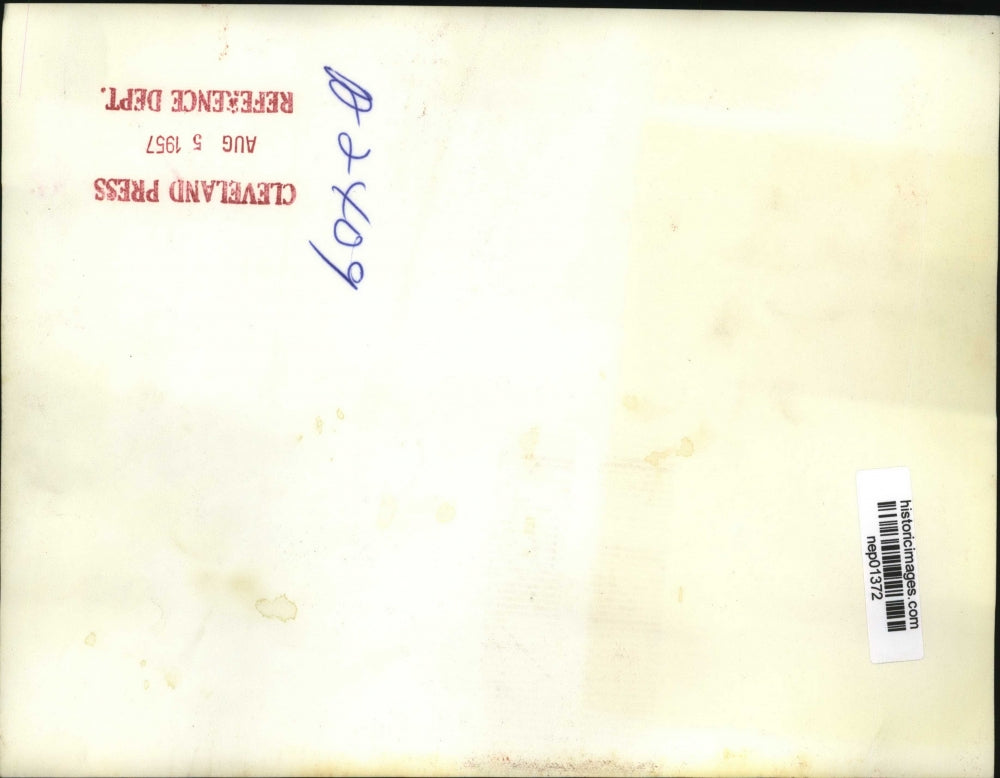 CLEVELAND PRESS
AUG 5 1957
REFERENCE DEPT.
historicimages.com
nep01372